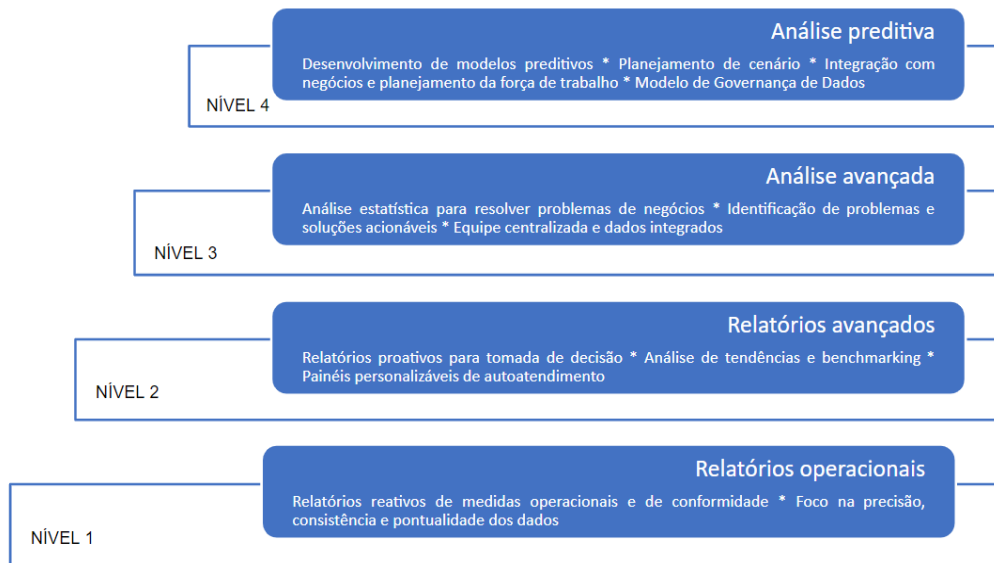 Análise preditiva
Desenvolvimento de modelos preditivos * Planejamento de cenário * Integração com
negócios e planejamento da força de trabalho * Modelo de Governança de Dados
NÍVEL 4
Análise avançada
Análise estatística para resolver problemas de negócios * Identificação de problemas e
soluções acionáveis * Equipe centralizada e dados integrados
NÍVEL 3
Relatórios avançados
Relatórios proativos para tomada de decisão * Análise de tendências e benchmarking *
Painéis personalizáveis de autoatendimento
NÍVEL 2
Relatórios operacionais
Relatórios reativos de medidas operacionais e de conformidade * Foco na precisão,
consistência e pontualidade dos dados
NÍVEL 1